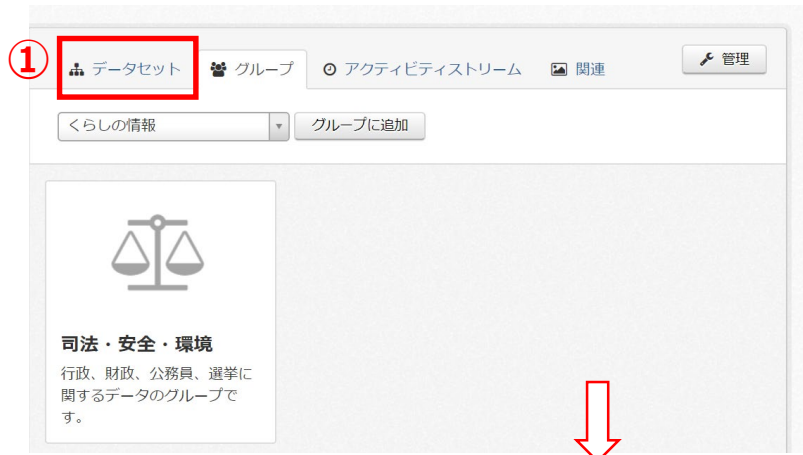 ①
データセット グループ アクティビティストリーム 関連 管理
くらしの情報 グループに追加
司法・安全・環境
行政、財政、公務員、選挙に
関するデータのグループで
す。